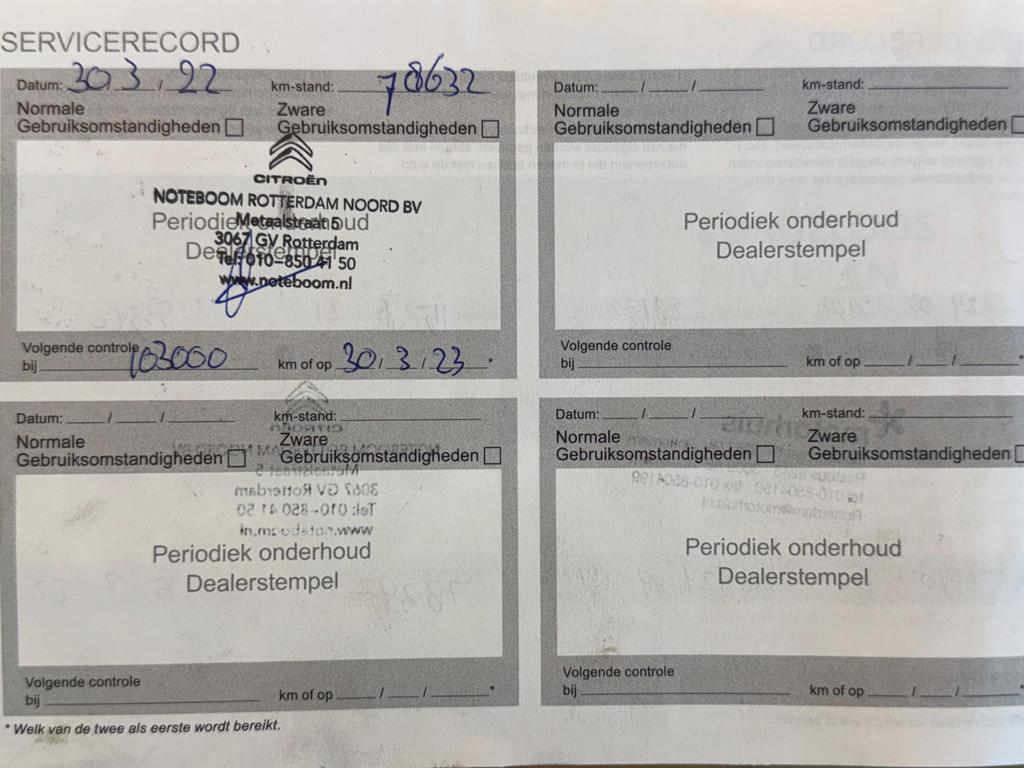 SERVICERECORD
Datum: 30 / 3 / 22 km-stand: 78632
Normale Gebruiksomstandigheden
Zware Gebruiksomstandigheden
CITROËN
NOTEBOOM ROTTERDAM NOORD BV
Periodiek onderhoud
Metaalstraat 5
3067 GV Rotterdam
Dealerstempel
Tel: 010-850 41 50
www.noteboom.nl
Volgende controle
bij 103000 km of op 30 / 3 / 23 *
Datum: / / km-stand:
Normale Gebruiksomstandigheden
Zware Gebruiksomstandigheden
Periodiek onderhoud
Dealerstempel
Volgende controle
bij km of op / / *
Datum: / / km-stand:
Normale Gebruiksomstandigheden
Zware Gebruiksomstandigheden
Periodiek onderhoud
Dealerstempel
Volgende controle
bij km of op / / *
Datum: / / km-stand:
Normale Gebruiksomstandigheden
Zware Gebruiksomstandigheden
Periodiek onderhoud
Dealerstempel
Volgende controle
bij km of op / / *
* Welk van de twee als eerste wordt bereikt.